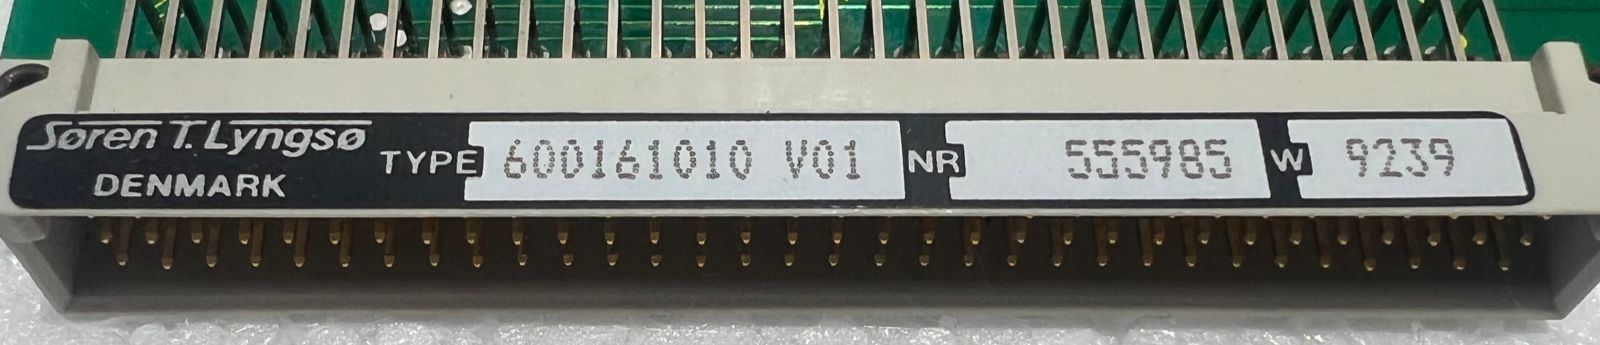 Søren T. Lyngsø
DENMARK
TYPE 600161010 V01 NR 555985 W 9239